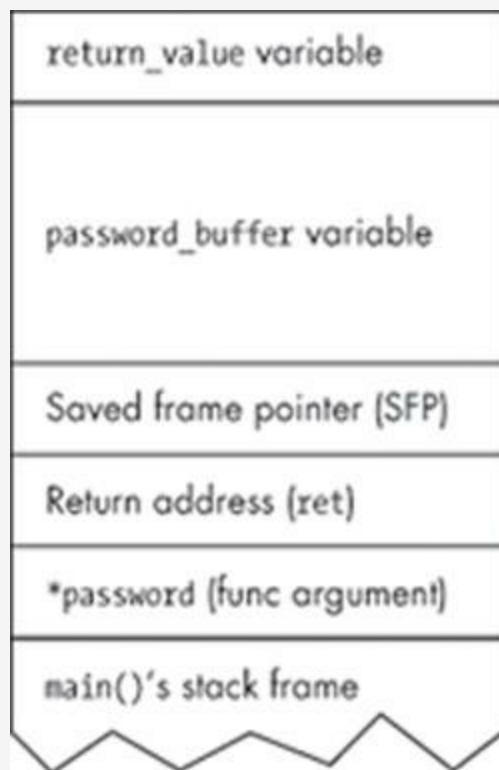 return_value variable
password_buffer variable
Saved frame pointer (SFP)
Return address (ret)
*password (func argument)
main()'s stack frame